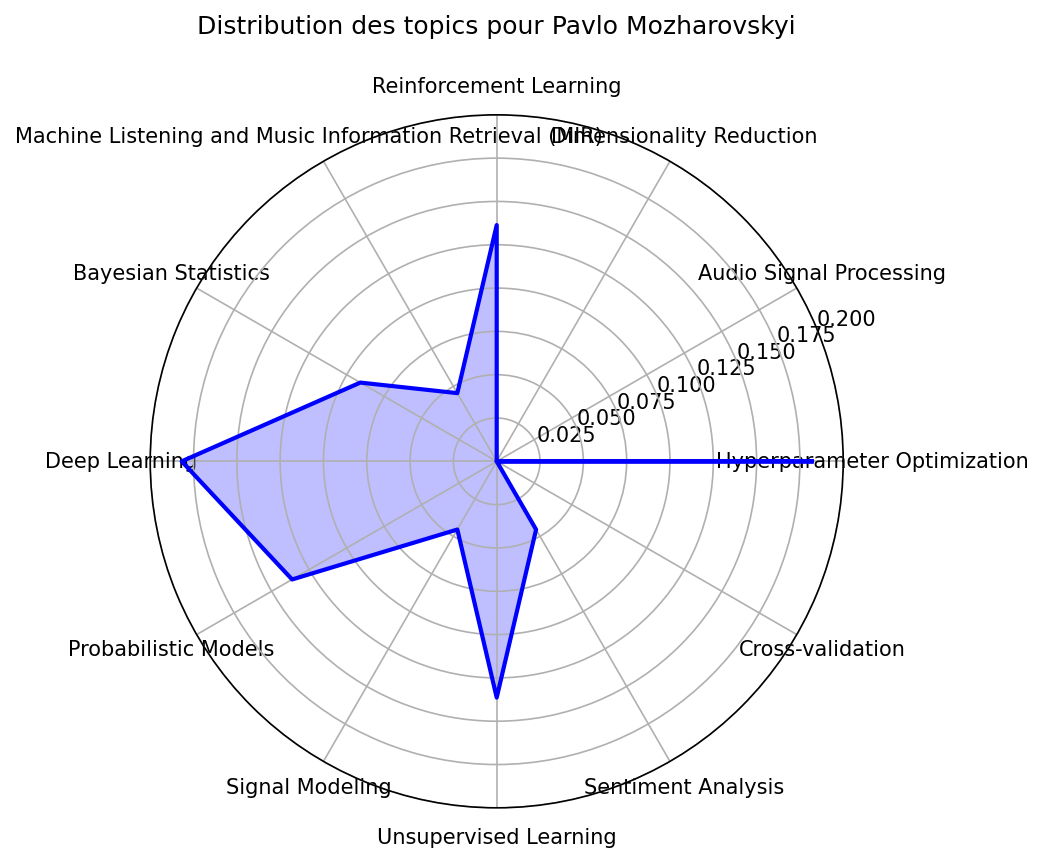 Distribution des topics pour Pavlo Mozharovskyi
Reinforcement Learning
Machine Listening and Music Information Retrieval (MIR)
Dimensionality Reduction
Bayesian Statistics
Audio Signal Processing
0.200
0.175
0.150
0.125
0.100
0.075
0.050
0.025
Deep Learning
Hyperparameter Optimization
Probabilistic Models
Cross-validation
Signal Modeling
Sentiment Analysis
Unsupervised Learning